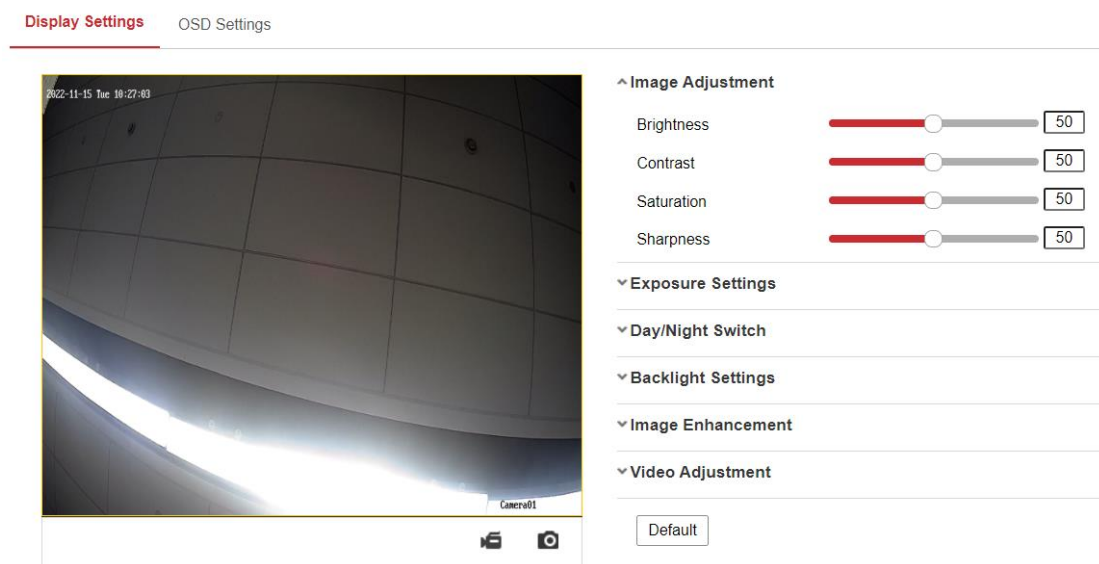 Display Settings
OSD Settings
2022-11-15 Tue 10:27:03
Camera01
Image Adjustment
Brightness 50
Contrast 50
Saturation 50
Sharpness 50
Exposure Settings
Day/Night Switch
Backlight Settings
Image Enhancement
Video Adjustment
Default